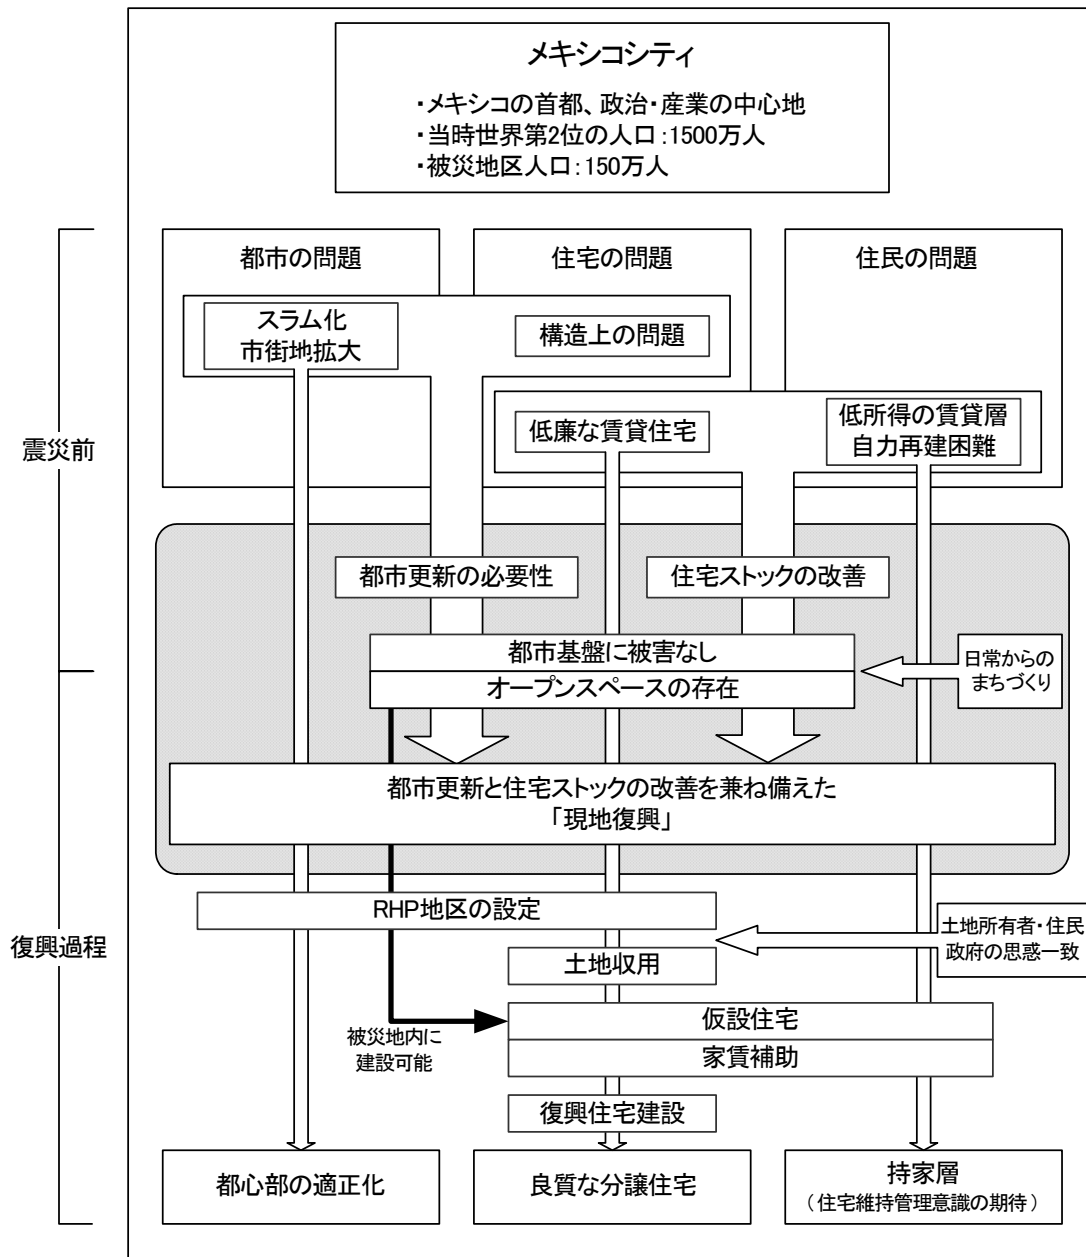 メキシコシティ
・メキシコの首都、政治・産業の中心地
・当時世界第2位の人口：1500万人
・被災地区人口：150万人
都市の問題
住宅の問題
住民の問題
スラム化
市街地拡大
構造上の問題
低廉な賃貸住宅
低所得の賃貸層
自力再建困難
震災前
都市更新の必要性
住宅ストックの改善
都市基盤に被害なし
オープンスペースの存在
日常からの
まちづくり
都市更新と住宅ストックの改善を兼ね備えた
「現地復興」
RHP地区の設定
土地所有者・住民
政府の思惑一致
復興過程
土地収用
仮設住宅
家賃補助
被災地内に
建設可能
復興住宅建設
都心部の適正化
良質な分譲住宅
持家層
（住宅維持管理意識の期待）